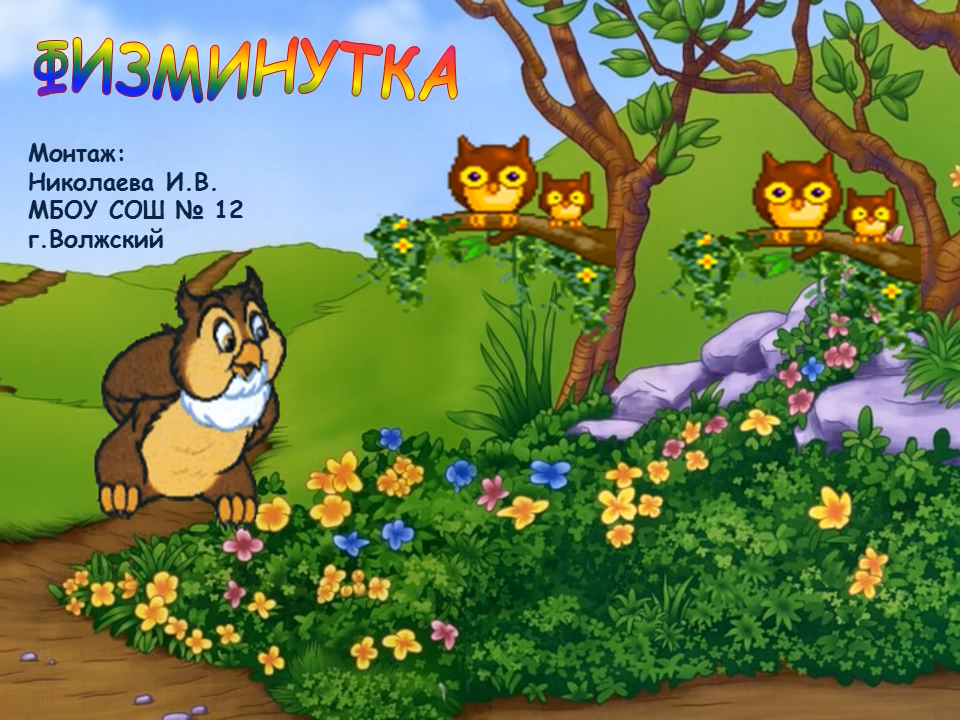 ФИЗМИНУТКА
Монтаж:
Николаева И.В.
МБОУ СОШ № 12
г.Волжский